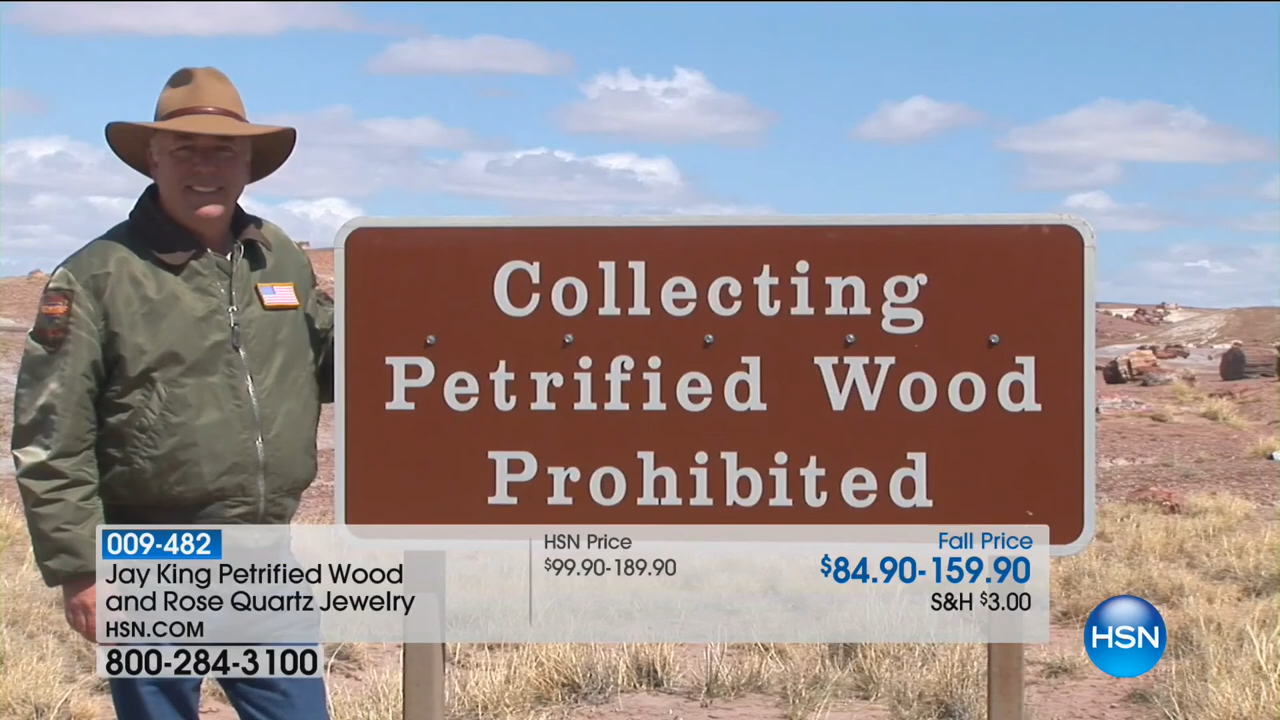 Collecting
Petrified Wood
Prohibited
009-482
Jay King Petrified Wood
and Rose Quartz Jewelry
HSN.COM
800-284-3100
HSN Price
$99.90-189.90
Fall Price
$84.90-159.90
S&H $3.00
HSN